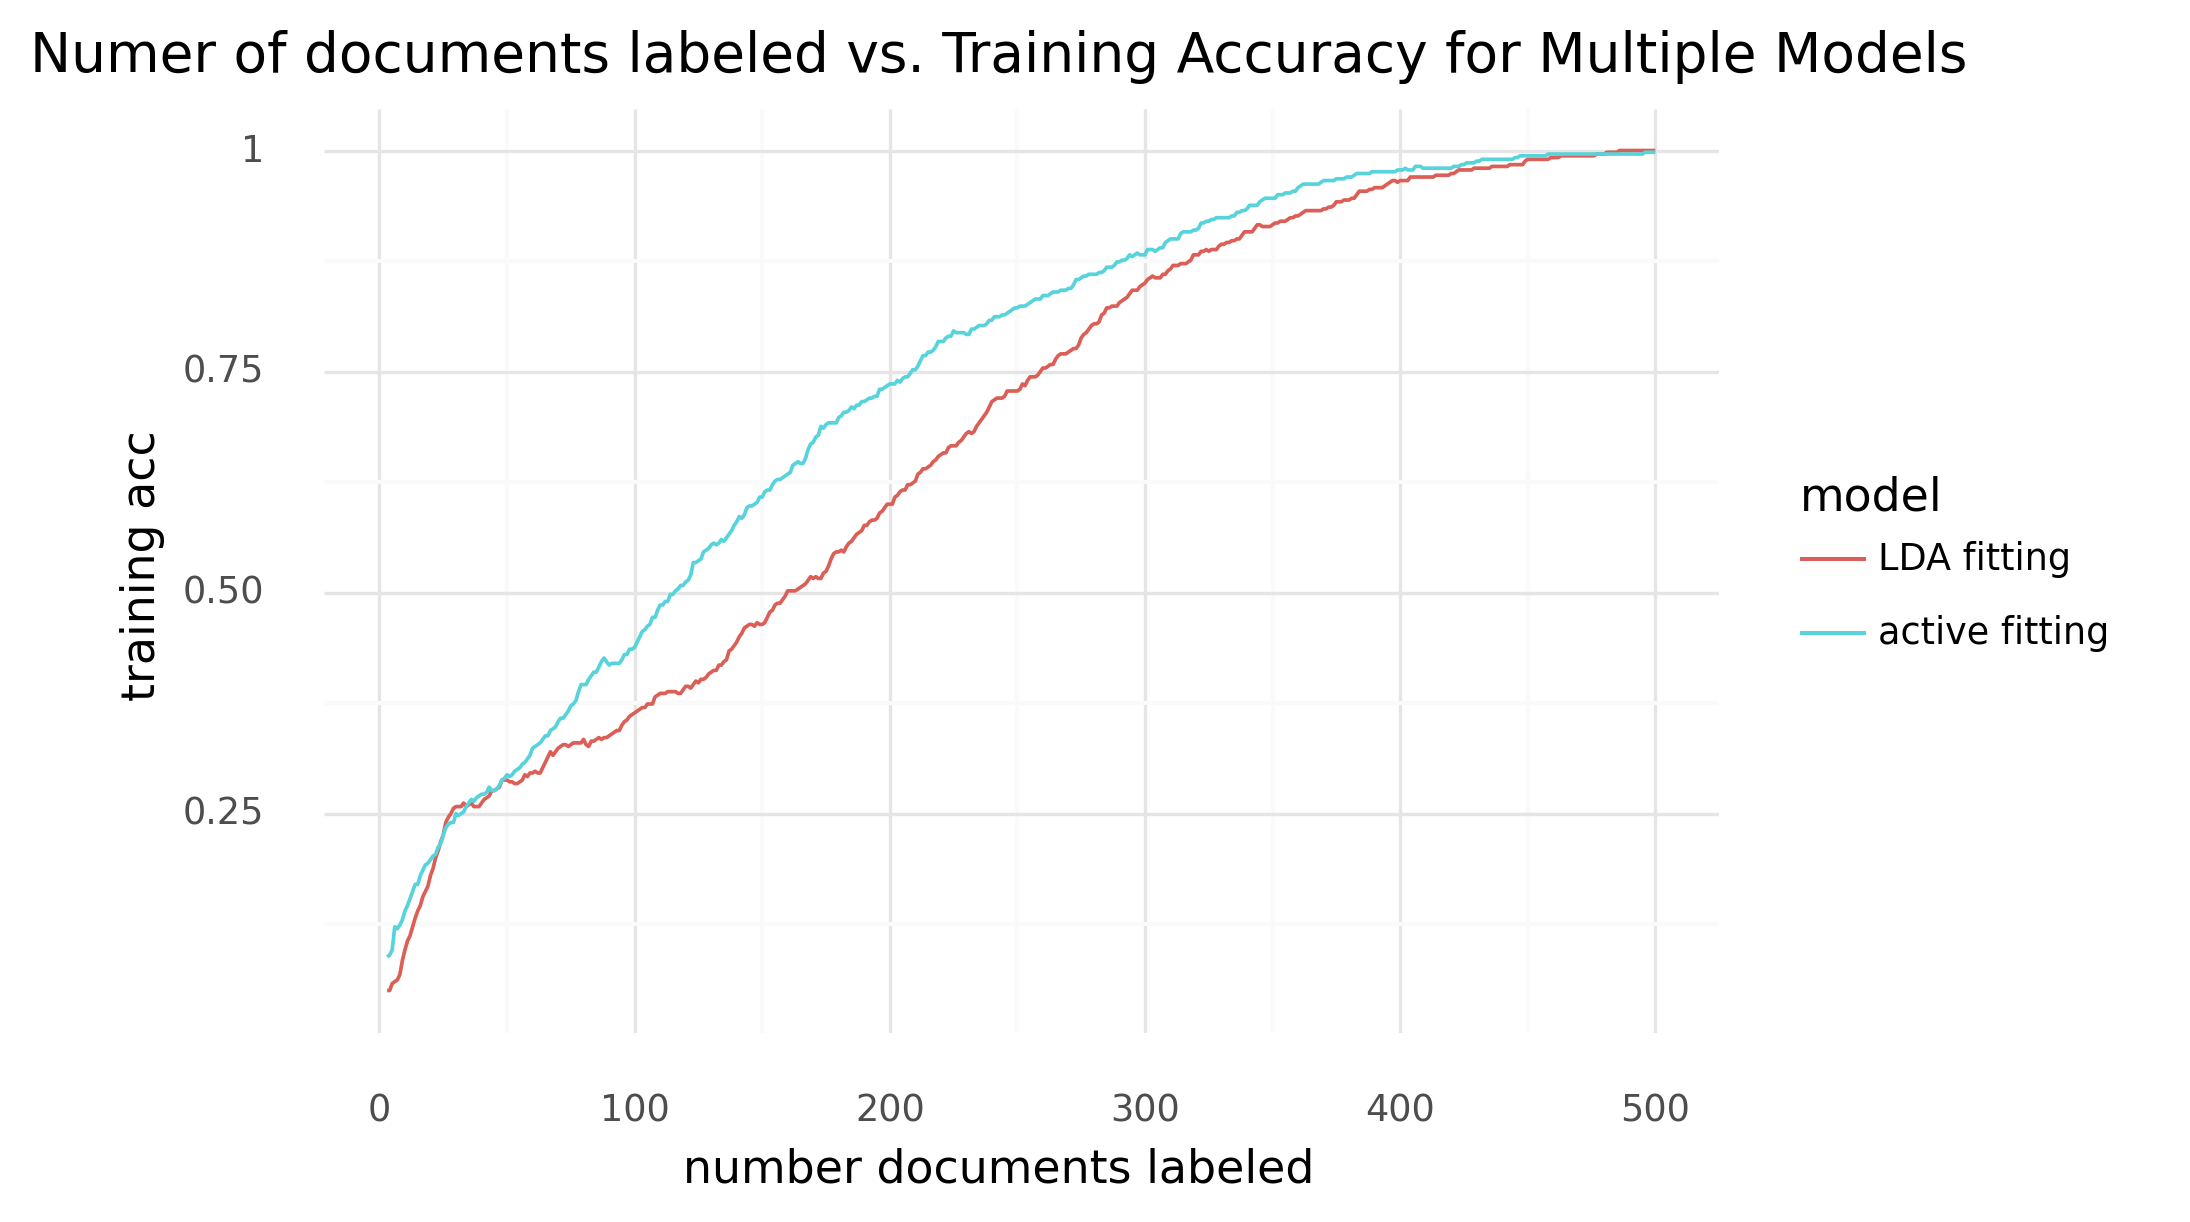 Numer of documents labeled vs. Training Accuracy for Multiple Models
1
0.75
0.50
0.25
training acc
0 100 200 300 400 500
number documents labeled
model
LDA fitting
active fitting